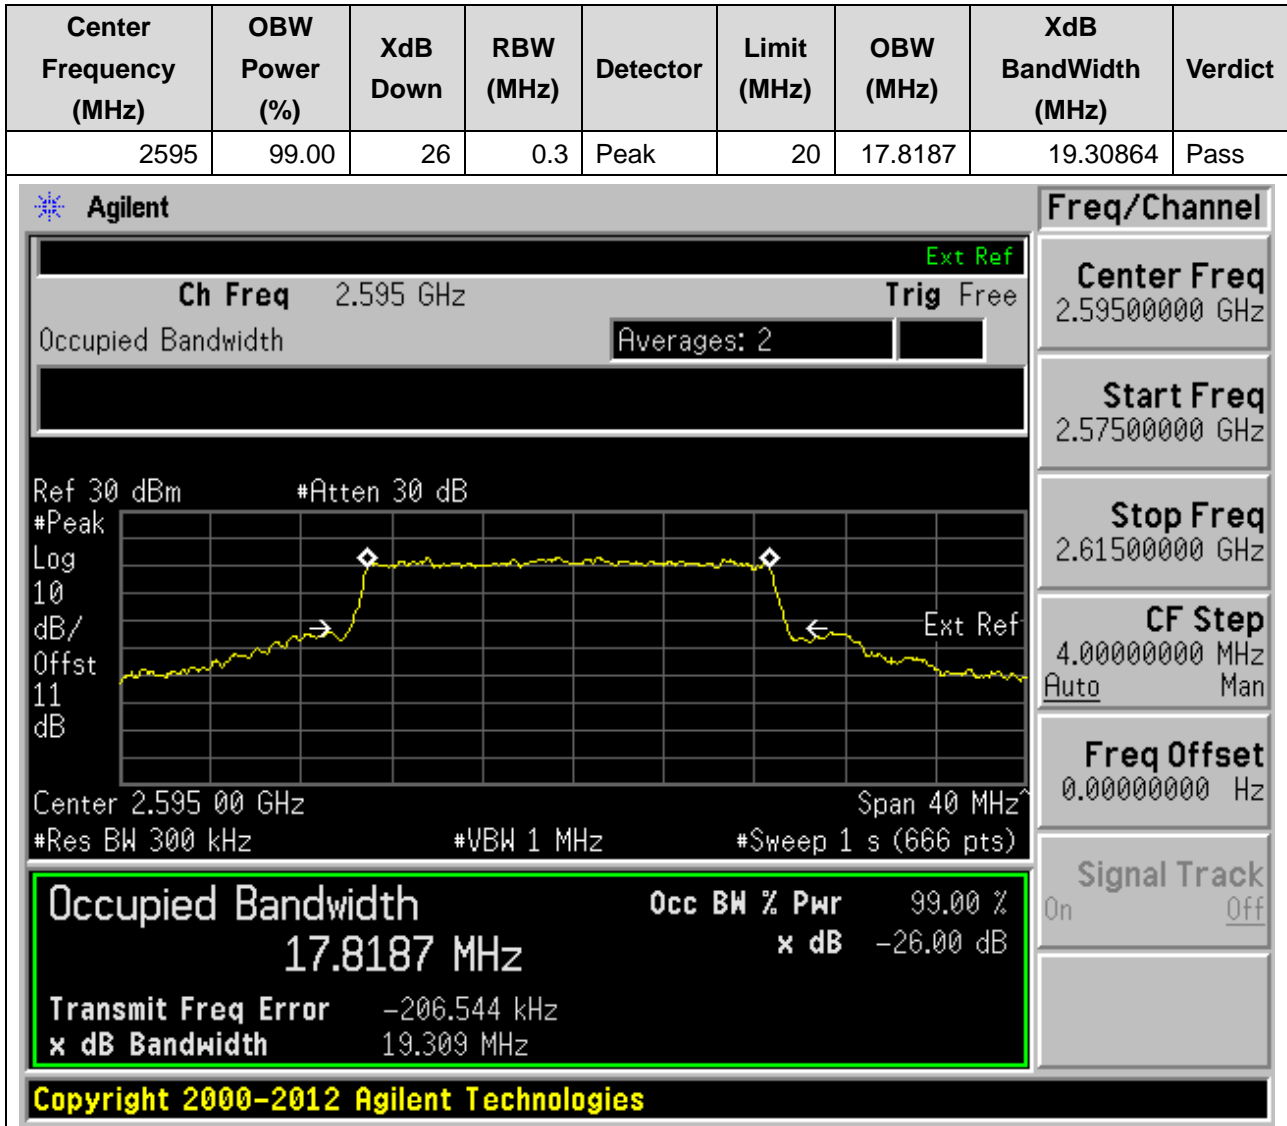 Center Frequency (MHz) OBW Power (%) XdB Down RBW (MHz) Detector Limit (MHz) OBW (MHz) XdB BandWidth (MHz) Verdict
2595 99.00 26 0.3 Peak 20 17.8187 19.30864 Pass
Agilent
Freq/Channel
Ext Ref
Ch Freq 2.595 GHz Trig Free
Occupied Bandwidth Averages: 2
Center Freq
2.59500000 GHz
Start Freq
2.57500000 GHz
Stop Freq
2.61500000 GHz
CF Step
4.00000000 MHz
Auto Man
Freq Offset
0.00000000 Hz
Signal Track
On Off
Ref 30 dBm #Atten 30 dB
#Peak
Log
10
dB/
Offst
11
dB
Ext Ref
Center 2.595 00 GHz Span 40 MHz^
#Res BW 300 kHz #VBW 1 MHz #Sweep 1 s (666 pts)
Occupied Bandwidth Occ BW % Pwr 99.00 %
17.8187 MHz x dB -26.00 dB
Transmit Freq Error -206.544 kHz
x dB Bandwidth 19.309 MHz
Copyright 2000-2012 Agilent Technologies